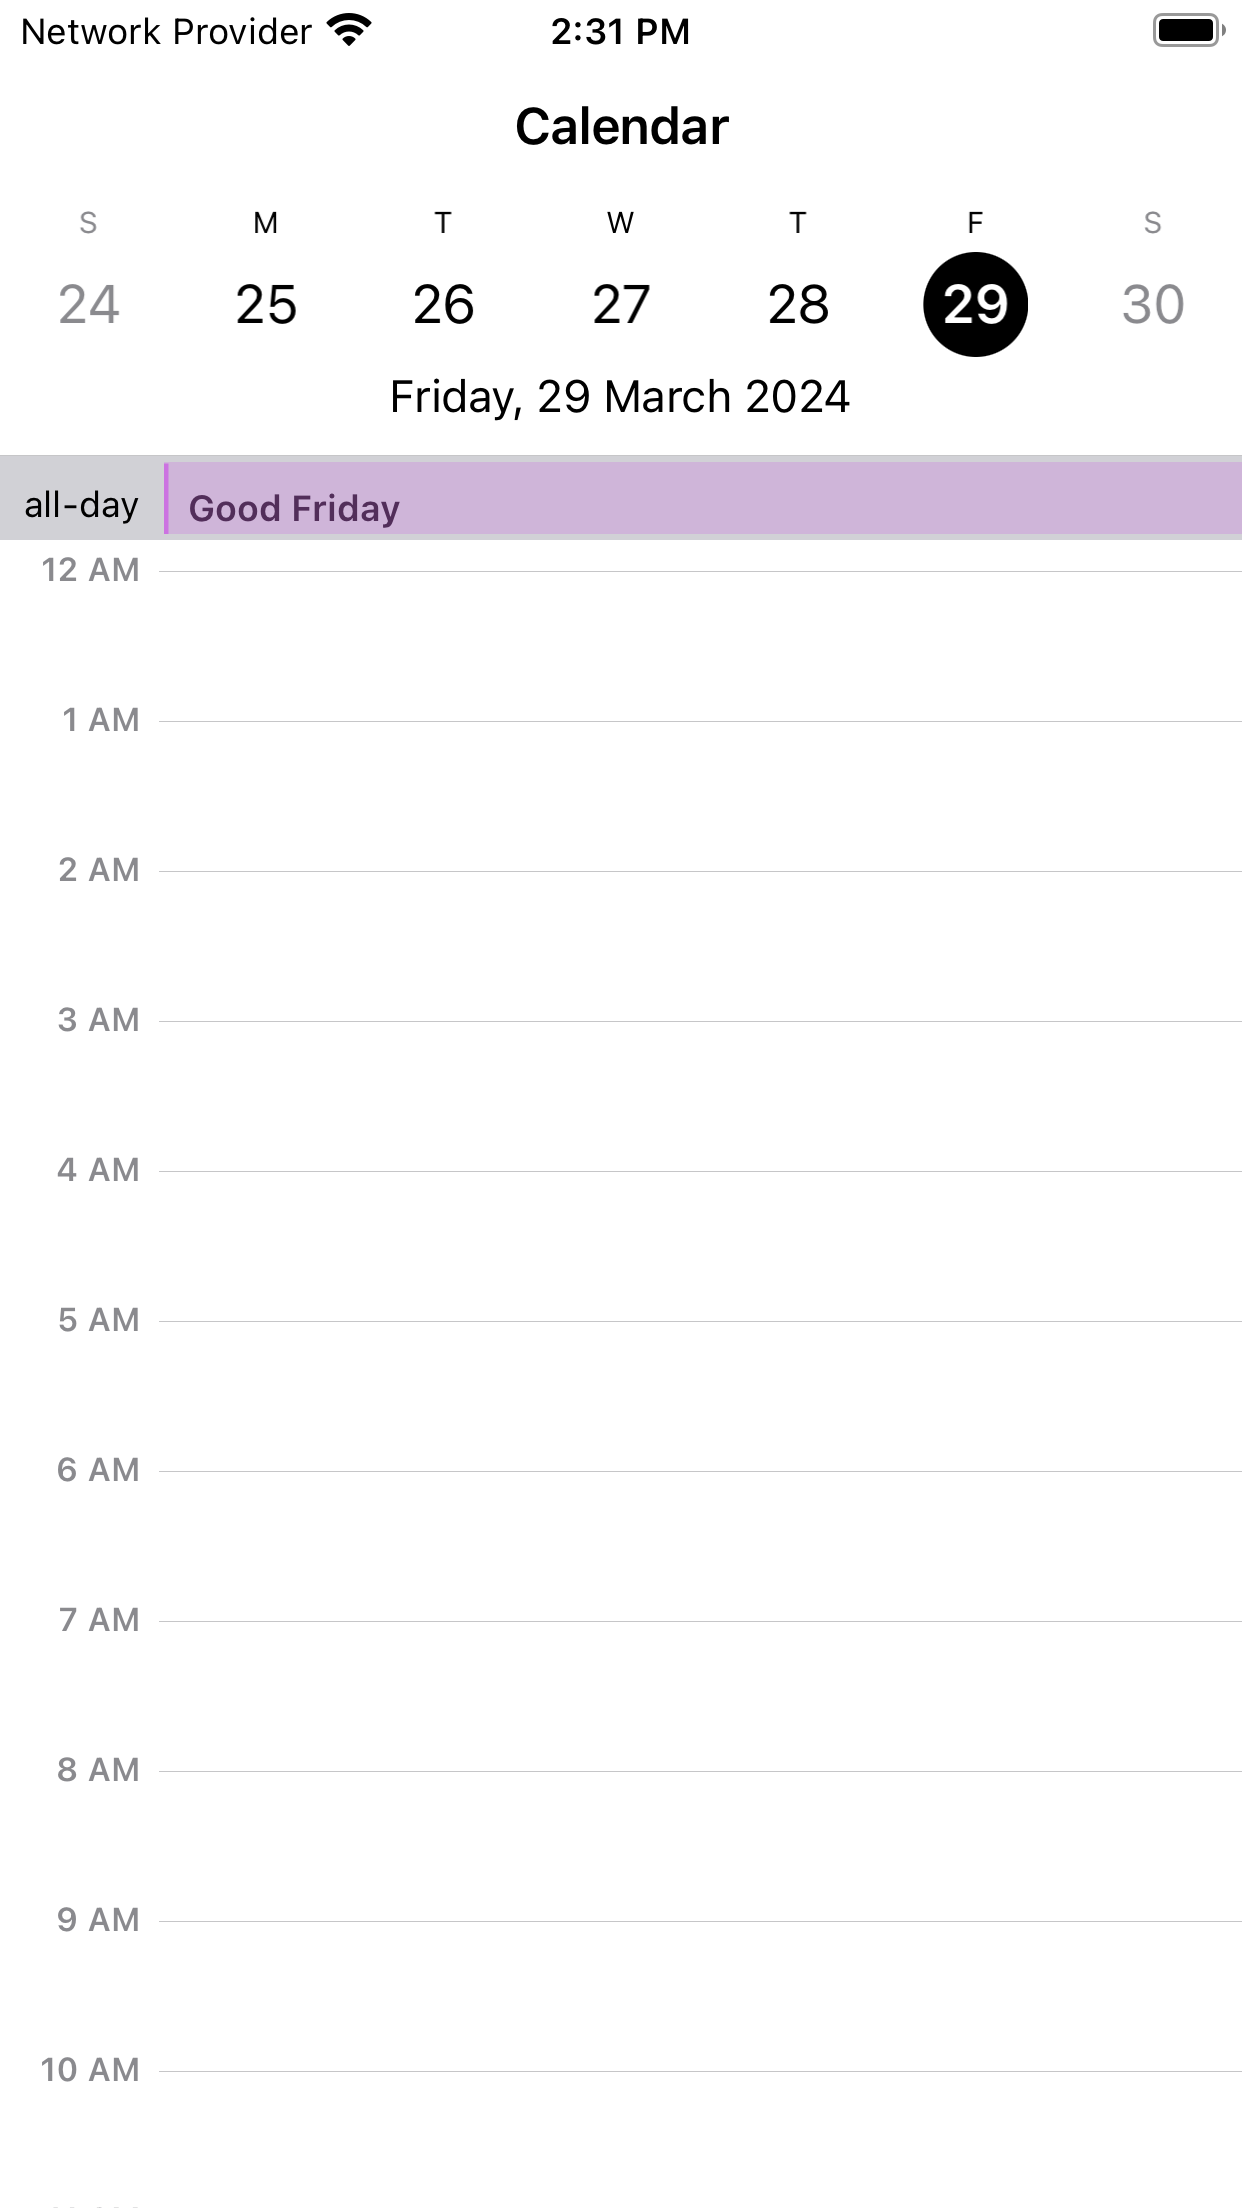 Network Provider 2:31 PM
Calendar
S M T W T F S
24 25 26 27 28 29 30
Friday, 29 March 2024
all-day Good Friday
12 AM
1 AM
2 AM
3 AM
4 AM
5 AM
6 AM
7 AM
8 AM
9 AM
10 AM